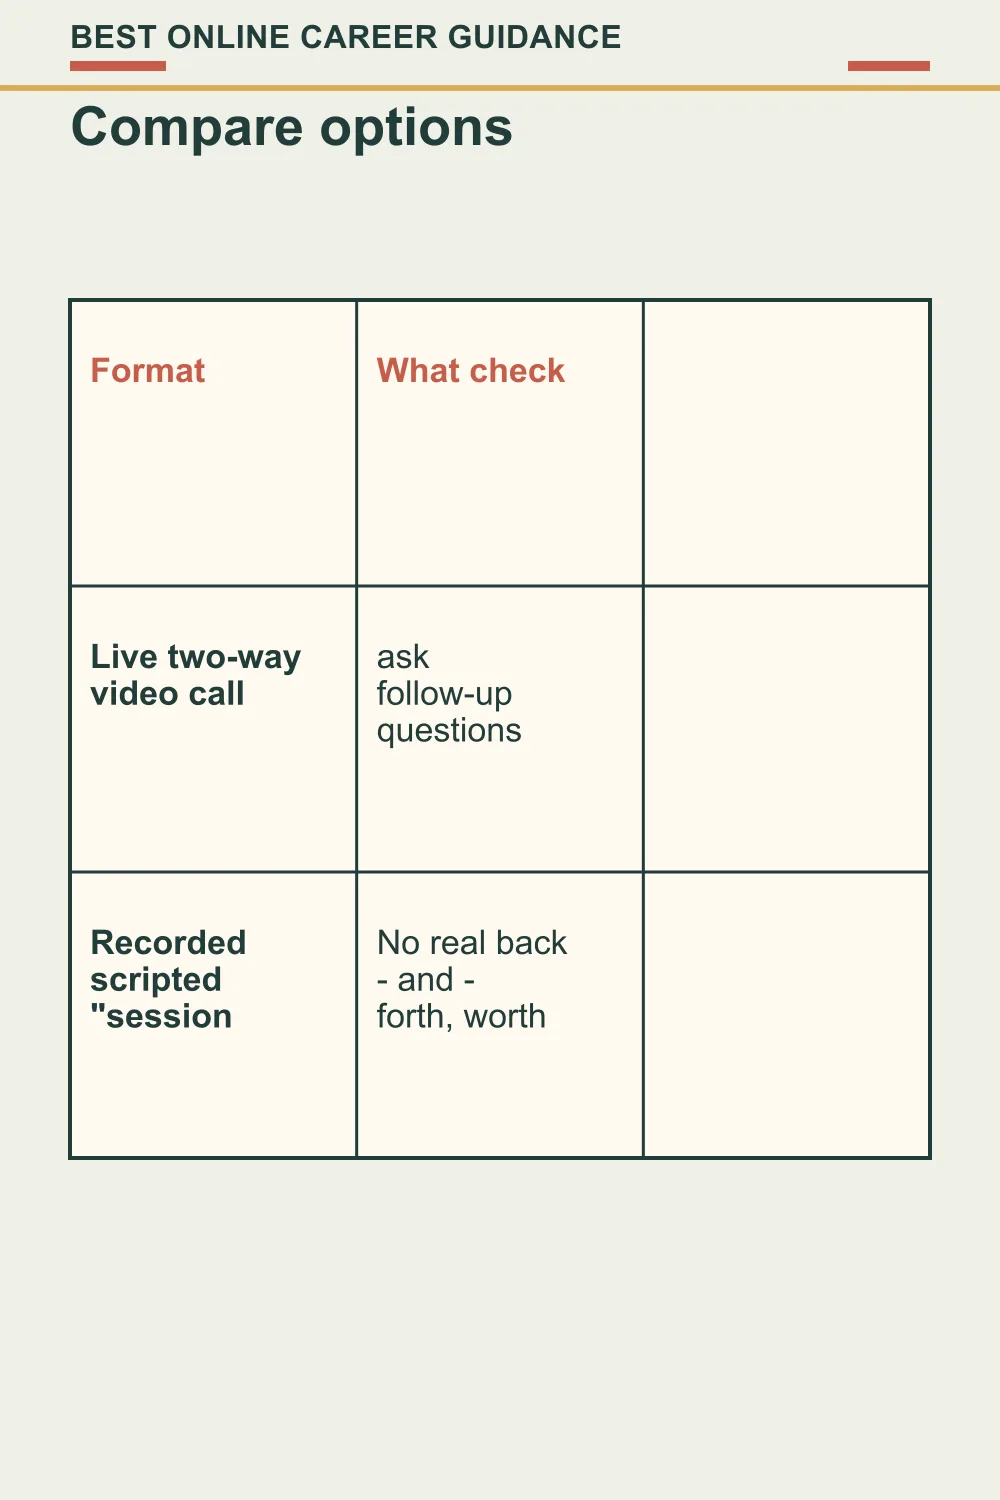 BEST ONLINE CAREER GUIDANCE
Compare options
Format
What check
Live two-way
video call
ask
follow-up
questions
Recorded
scripted
"session
No real back
- and -
forth, worth